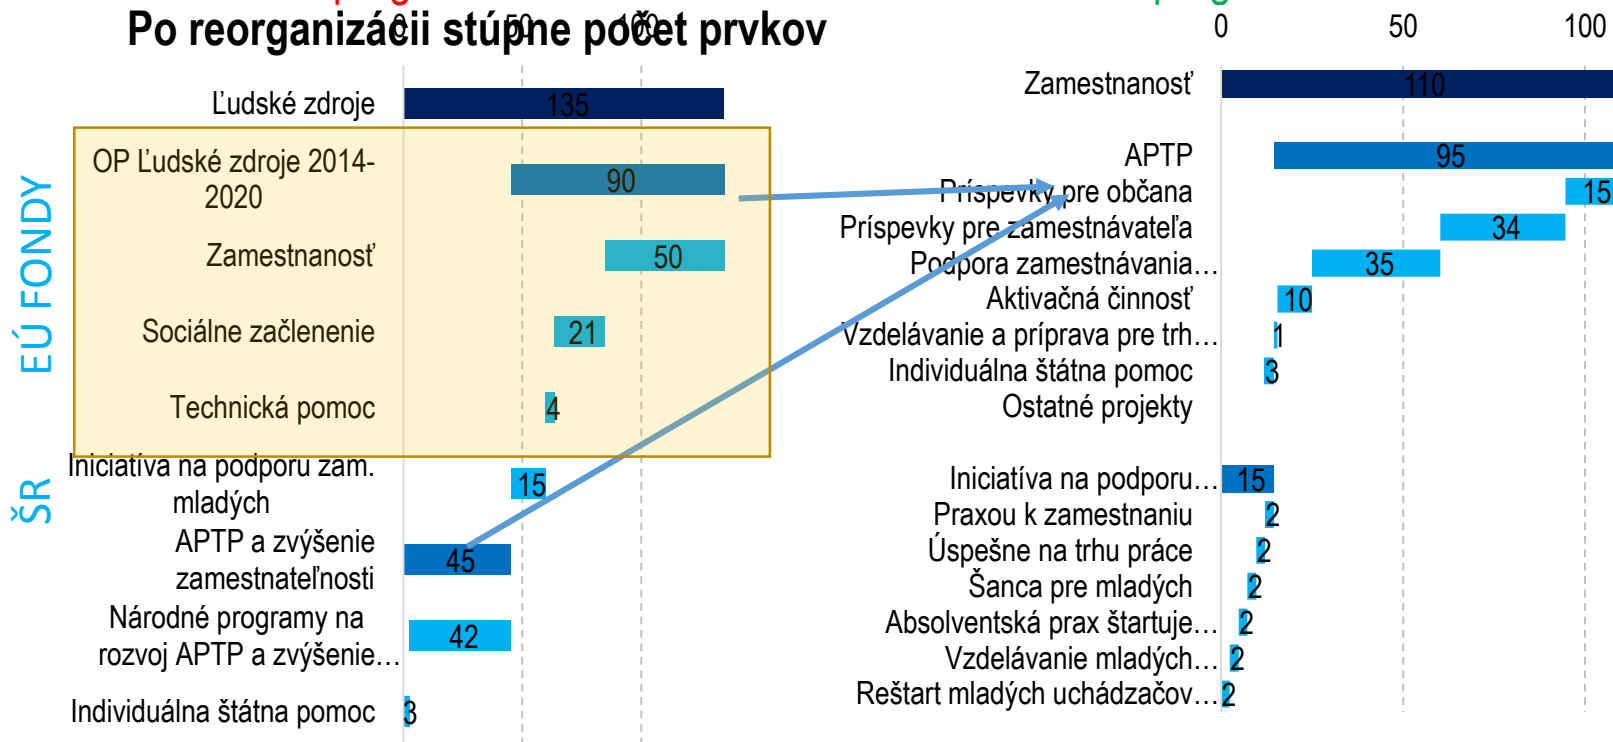 Po reorganizácii stúpne počet prvkov
0 50 100
Ľudské zdroje
135
OP Ľudské zdroje 2014-
2020
90
Zamestnanosť
50
Sociálne začlenenie
21
Technická pomoc
4
Iniciatíva na podporu zam.
mladých
15
APTP a zvýšenie
zamestnateľnosti
45
Národné programy na
rozvoj APTP a zvýšenie…
42
Individuálna štátna pomoc
3
EÚ FONDY
ŠR
0 50 100
Zamestnanosť
110
APTP
95
Príspevky pre občana
15
Príspevky pre zamestnávateľa
34
Podpora zamestnávania…
35
Aktivačná činnosť
10
Vzdelávanie a príprava pre trh…
1
Individuálna štátna pomoc
3
Ostatné projekty
Iniciatíva na podporu…
15
Praxou k zamestnaniu
2
Úspešne na trhu práce
2
Šanca pre mladých
2
Absolventská prax štartuje…
2
Vzdelávanie mladých…
2
Reštart mladých uchádzačov…
2